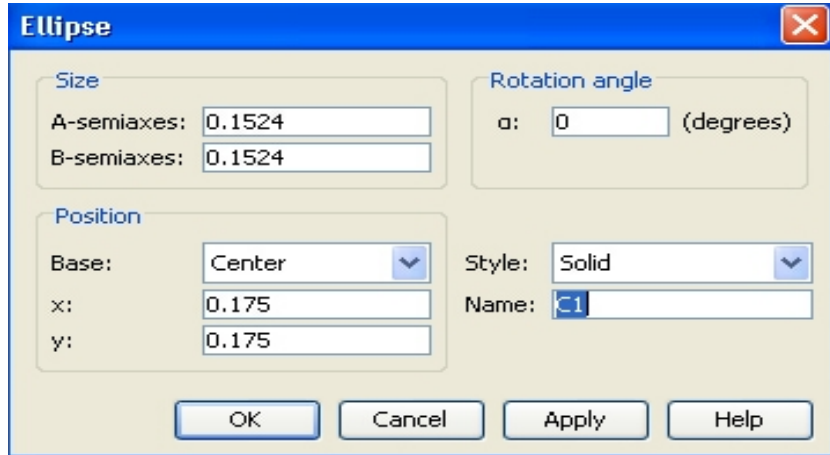 Ellipse
Size
A-semiaxes: 0.1524
B-semiaxes: 0.1524
Rotation angle
α: 0 (degrees)
Position
Base: Center
x: 0.175
y: 0.175
Style: Solid
Name: C1
OK Cancel Apply Help